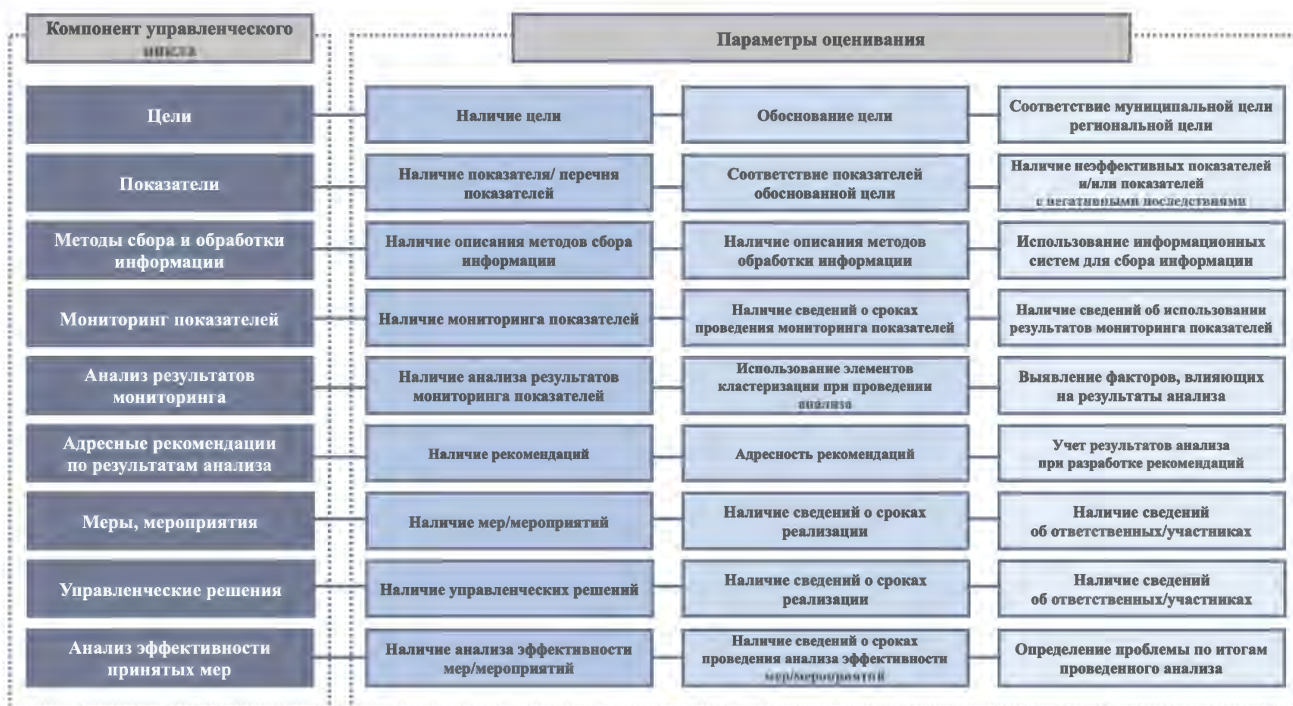 Компонент управленческого
цикла
Параметры оценивания
Цели
Наличие цели
Обоснование цели
Соответствие муниципальной цели
региональной цели
Показатели
Наличие показателя/ перечня
показателей
Соответствие показателей
обоснованной цели
Наличие неэффективных показателей
и/или показателей
с негативными последствиями
Методы сбора и обработки
информации
Наличие описания методов сбора
информации
Наличие описания методов
обработки информации
Использование информационных
систем для сбора информации
Мониторинг показателей
Наличие мониторинга показателей
Наличие сведений о сроках
проведения мониторинга показателей
Наличие сведений об использовании
результатов мониторинга показателей
Анализ результатов
мониторинга
Наличие анализа результатов
мониторинга показателей
Использование элементов
кластеризации при проведении
анализа
Выявление факторов, влияющих
на результаты анализа
Адресные рекомендации
по результатам анализа
Наличие рекомендаций
Адресность рекомендаций
Учет результатов анализа
при разработке рекомендаций
Меры, мероприятия
Наличие мер/мероприятий
Наличие сведений о сроках
реализации
Наличие сведений
об ответственных/участниках
Управленческие решения
Наличие управленческих решений
Наличие сведений о сроках
реализации
Наличие сведений
об ответственных/участниках
Анализ эффективности
принятых мер
Наличие анализа эффективности
мер/мероприятий
Наличие сведений о сроках
проведения анализа эффективности
мер/мероприятий
Определение проблемы по итогам
проведенного анализа